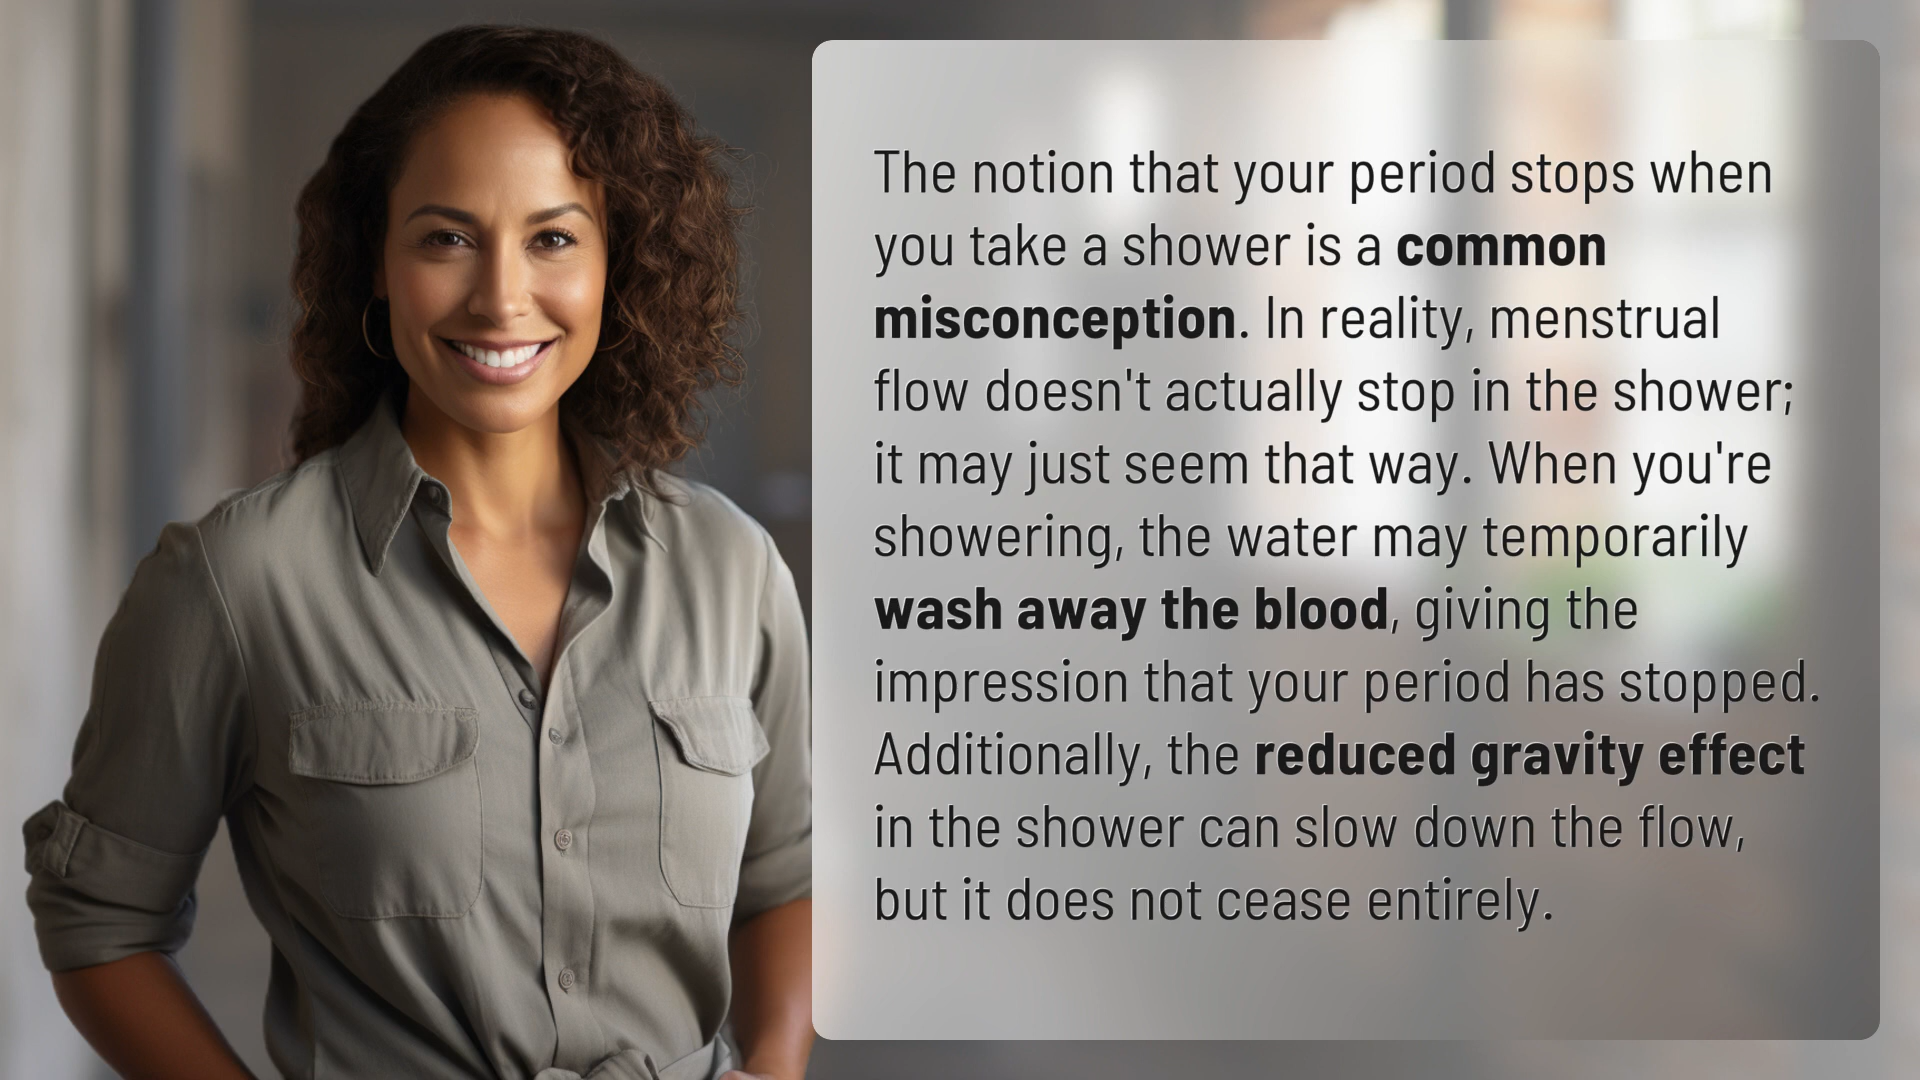 The notion that your period stops when
you take a shower is a common
misconception. In reality, menstrual
flow doesn't actually stop in the shower;
it may just seem that way. When you're
showering, the water may temporarily
wash away the blood, giving the
impression that your period has stopped.
Additionally, the reduced gravity effect
in the shower can slow down the flow,
but it does not cease entirely.